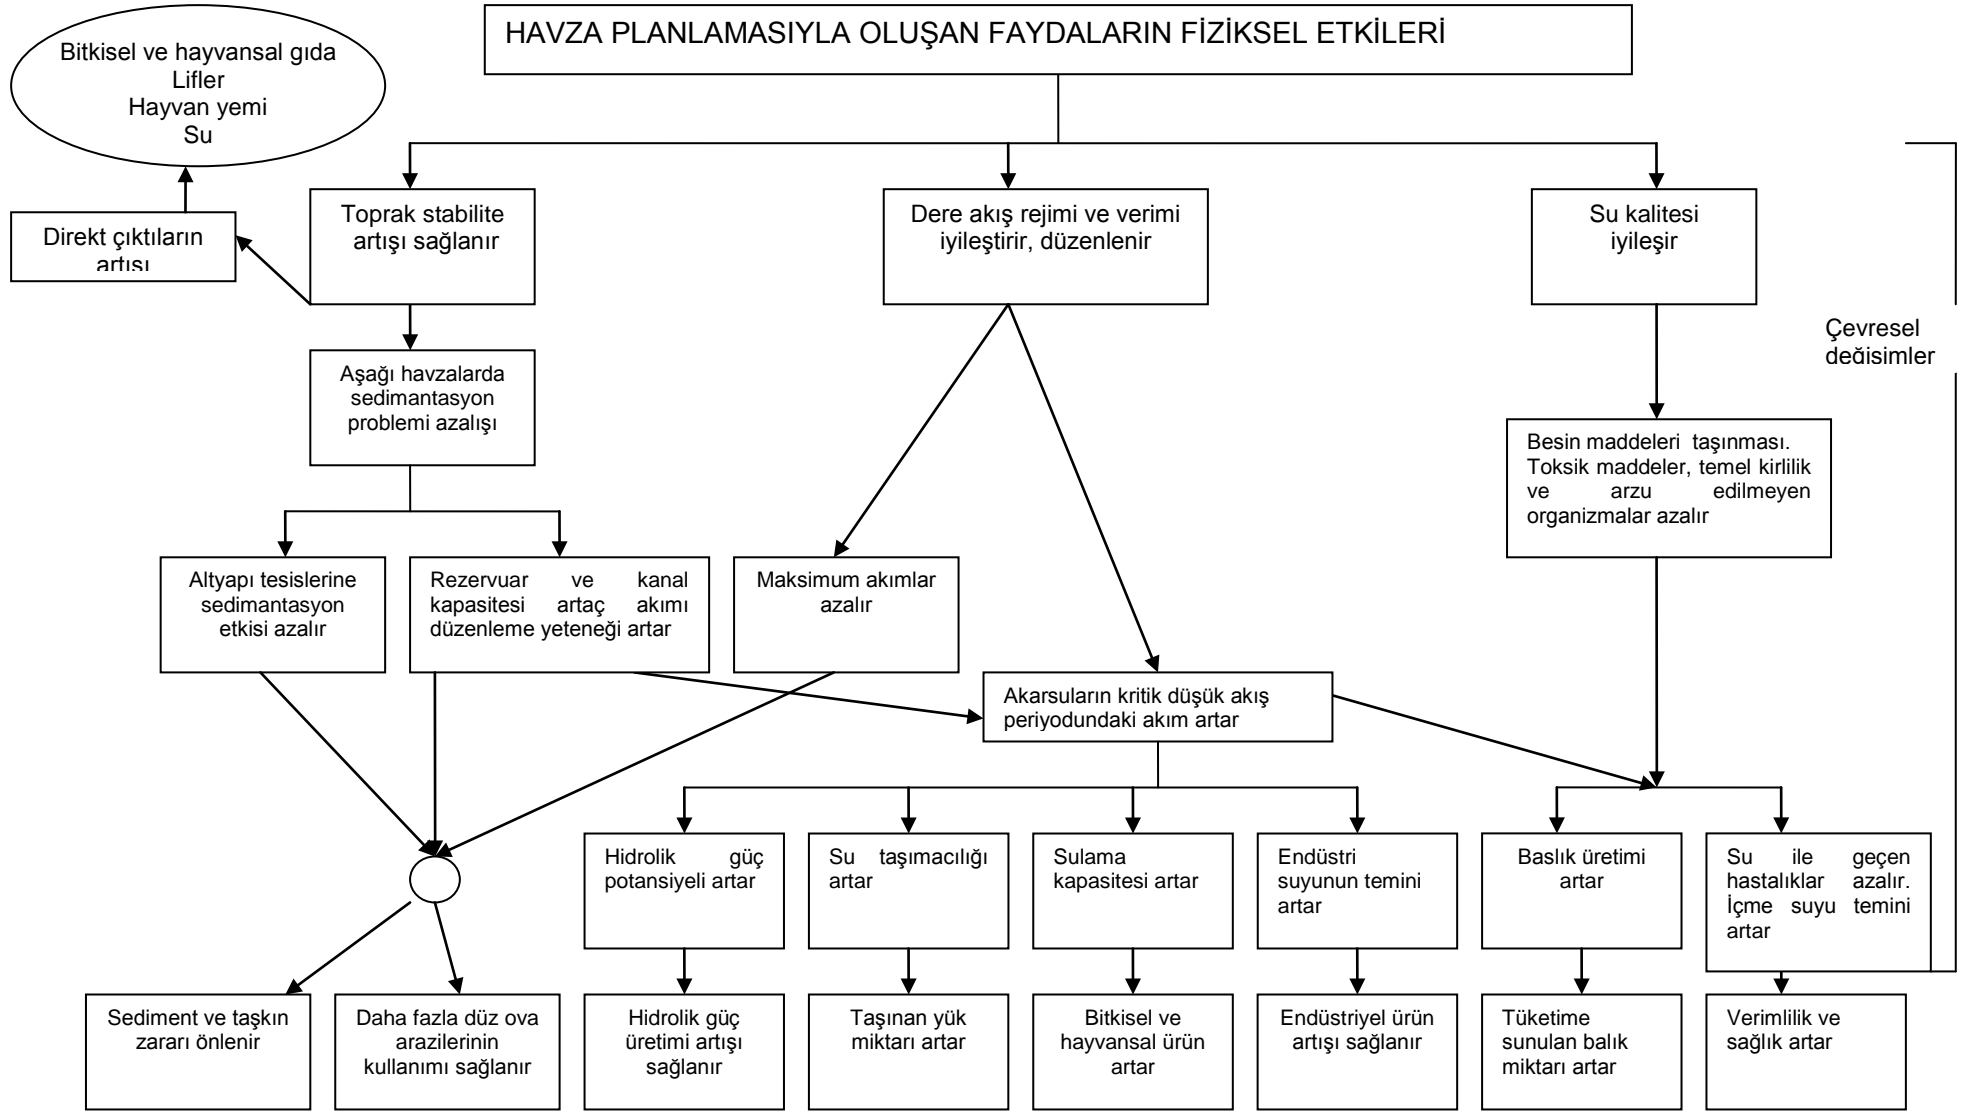 HAVZA PLANLAMASIYLA OLUŞAN FAYDALARIN FİZİKSEL ETKİLERİ
Bitkisel ve hayvansal gıda
Lifler
Hayvan yemi
Su
Direkt çıktıların
artışı
Toprak stabilite
artışı sağlanır
Dere akış rejimi ve verimi
iyileştirir, düzenlenir
Su kalitesi
iyileşir
Çevresel
değişimler
Aşağı havzalarda
sedimantasyon
problemi azalışı
Besin maddeleri taşınması.
Toksik maddeler, temel kirlilik
ve arzu edilmeyen
organizmalar azalır
Altyapı tesislerine
sedimantasyon
etkisi azalır
Rezervuar ve kanal
kapasitesi artaç akımı
düzenleme yeteneği artar
Maksimum akımlar
azalır
Akarsuların kritik düşük akış
periyodundaki akım artar
Hidrolik güç
potansiyeli artar
Su taşımacılığı
artar
Sulama
kapasitesi artar
Endüstri
suyunun temini
artar
Baslık üretimi
artar
Su ile geçen
hastalıklar azalır.
İçme suyu temini
artar
Sediment ve taşkın
zararı önlenir
Daha fazla düz ova
arazilerinin
kullanımı sağlanır
Hidrolik güç
üretimi artışı
sağlanır
Taşınan yük
miktarı artar
Bitkisel ve
hayvansal ürün
artar
Endüstriyel ürün
artışı sağlanır
Tüketime
sunulan balık
miktarı artar
Verimlilik ve
sağlık artar